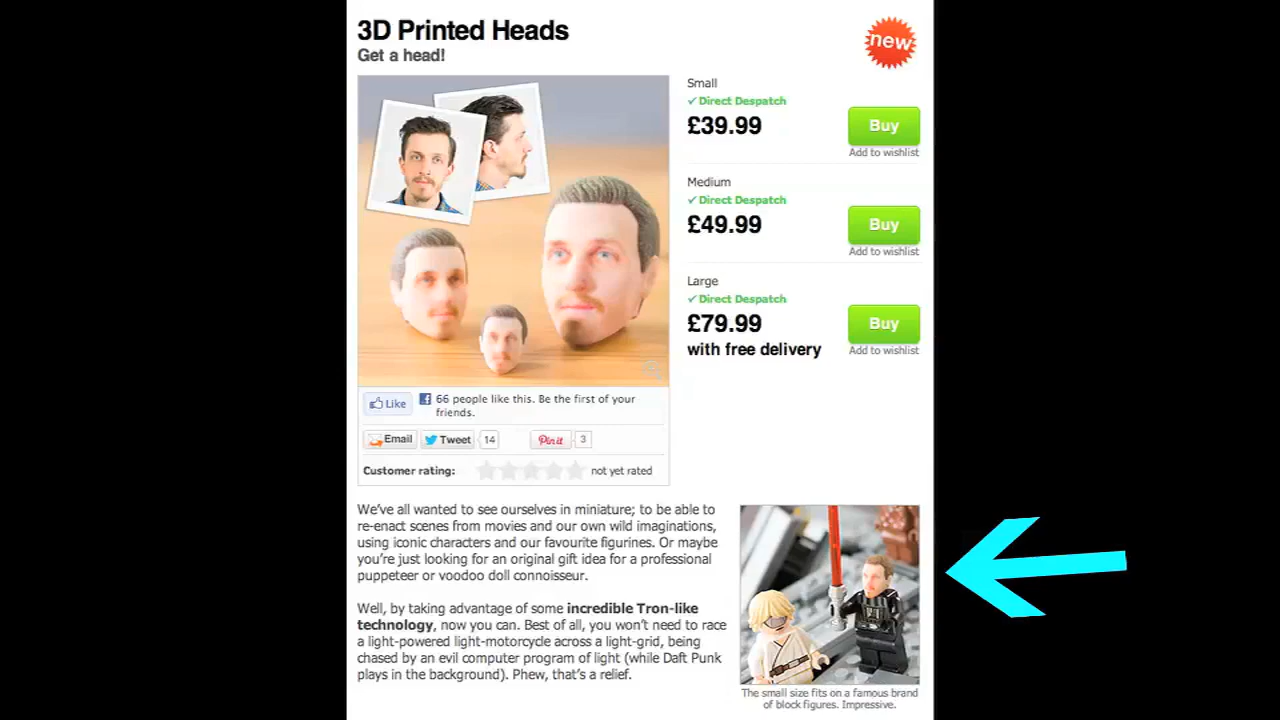 3D Printed Heads
Get a head!
new
Small
✓ Direct Despatch
£39.99
Buy
Add to wishlist
Medium
✓ Direct Despatch
£49.99
Buy
Add to wishlist
Large
✓ Direct Despatch
£79.99
with free delivery
Buy
Add to wishlist
Like
66 people like this. Be the first of your
friends.
Email
Tweet
14
Pin it
3
Customer rating:
not yet rated
We've all wanted to see ourselves in miniature; to be able to
re-enact scenes from movies and our own wild imaginations,
using iconic characters and our favourite figurines. Or maybe
you're just looking for an original gift idea for a professional
puppeteer or voodoo doll connoisseur.
Well, by taking advantage of some incredible Tron-like
technology, now you can. Best of all, you won't need to race
a light-powered light-motorcycle across a light-grid, being
chased by an evil computer program of light (while Daft Punk
plays in the background). Phew, that's a relief.
The small size fits on a famous brand
of block figures. Impressive.